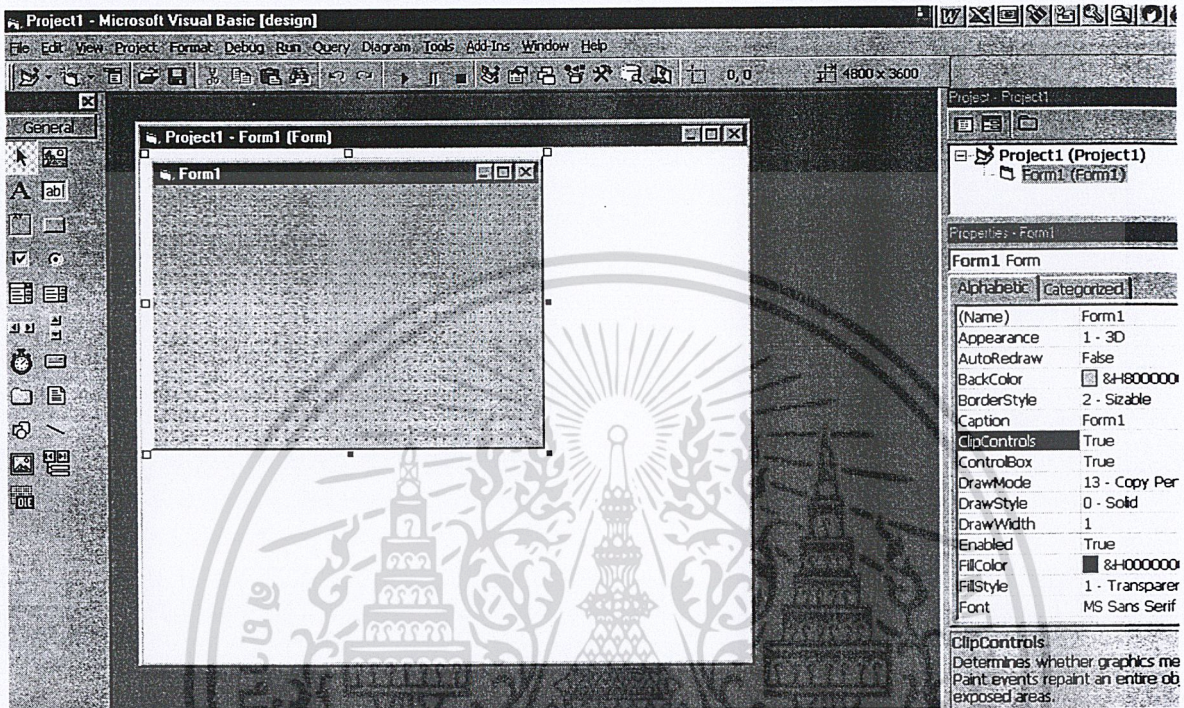 Project1 - Microsoft Visual Basic [design]
File Edit View Project Format Debug Run Query Diagram Tools Add-Ins Window Help
0, 0 4800 x 3600
General
A ab|
OLE
Project1 - Form1 (Form)
Form1
Project - Project1
Project1 (Project1)
Form1 (Form1)
Properties - Form1
Form1 Form
Alphabetic Categorized
(Name) Form1
Appearance 1 - 3D
AutoRedraw False
BackColor &H800000
BorderStyle 2 - Sizable
Caption Form1
ClipControls True
ControlBox True
DrawMode 13 - Copy Per
DrawStyle 0 - Solid
DrawWidth 1
Enabled True
FillColor &H000000
FillStyle 1 - Transparer
Font MS Sans Serif
ClipControls
Determines whether graphics me
Paint events repaint an entire ob
exposed areas.